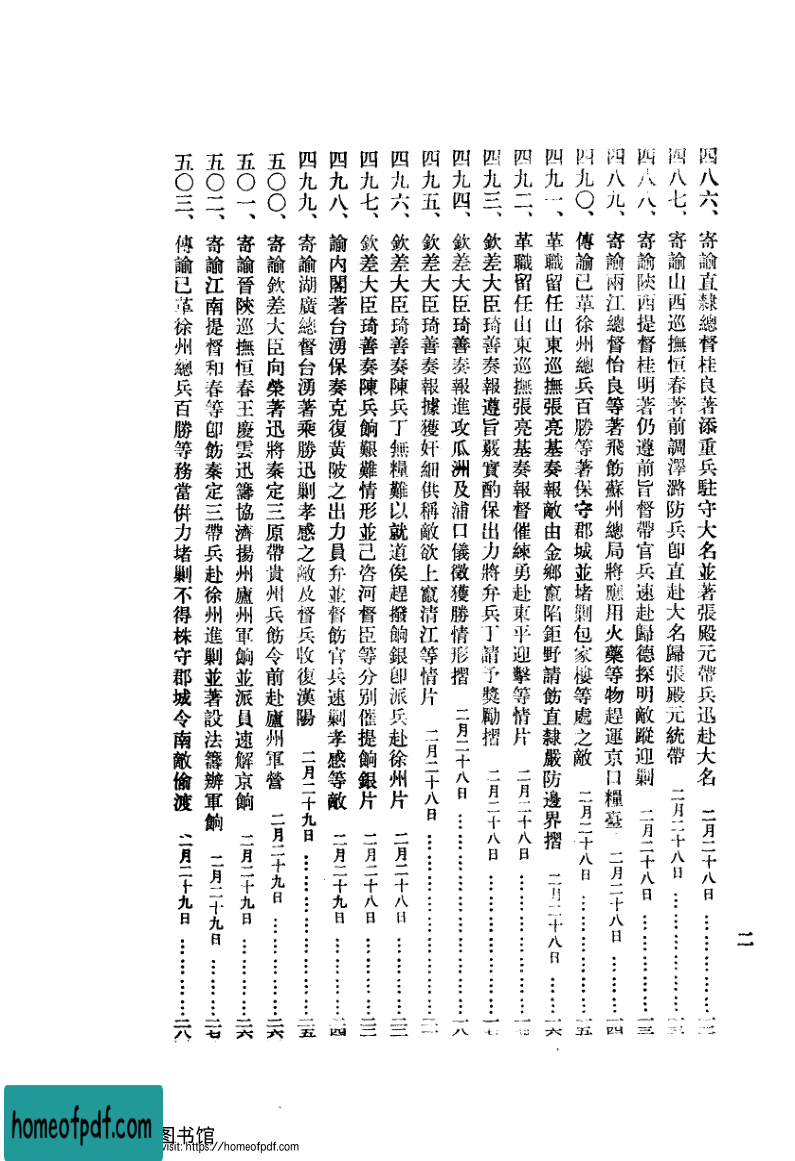 二
四八六、寄諭直隸總督桂良著添重兵駐守大名並著張殿元帶兵迅赴大名 二月二十八日…………
四八七、寄諭山西巡撫恒春著前調澤潞防兵卽直赴大名歸張殿元統帶 二月二十八日…………
四八八、寄諭陝西提督桂明著仍遵前旨督帶官兵速赴歸德探明敵蹤迎剿 二月二十八日…………一三
四八九、寄諭兩江總督怡良等著飛飭蘇州總局將應用火藥等物趕運京口糧臺 二月二十八日……一四
四九〇、傳諭已革徐州總兵百勝等著保守郡城並堵剿包家樓等處之敵 二月二十八日…………一五
四九一、革職留任山東巡撫張亮基奏報敵由金鄉竄陷鉅野請飭直隸嚴防邊界摺 二月二十八日……一六
四九二、革職留任山東巡撫張亮基奏報督催練勇赴東平迎擊等情片 二月二十八日…………一七
四九三、欽差大臣琦善奏報遵旨覈實酌保出力將弁兵丁請予獎勵摺 二月二十八日…………一七
四九四、欽差大臣琦善奏報進攻瓜洲及浦口儀徵獲勝情形摺 二月二十八日…………一八
四九五、欽差大臣琦善奏報據獲奸細供稱敵欲上竄清江等情片 二月二十八日…………
四九六、欽差大臣琦善奏陳兵丁無糧難以就道俟趕撥餉銀卽派兵赴徐州片 二月二十八日…………
四九七、欽差大臣琦善奏陳兵餉艱難情形並已咨河督臣等分別催提餉銀片 二月二十八日…………
四九八、諭內閣著台湧保奏克復黃陂之出力員弁並督飭官兵速剿孝感等敵 二月二十九日…………二四
四九九、寄諭湖廣總督台湧著乘勝迅剿孝感之敵及督兵收復漢陽 二月二十九日…………二五
五〇〇、寄諭欽差大臣向榮著迅將秦定三原帶貴州兵飭令前赴廬州軍營 二月二十九日…………二六
五〇一、寄諭晉陝巡撫恒春王慶雲迅籌協濟揚州廬州軍餉並派員速解京餉 二月二十九日…………二六
五〇二、寄諭江南提督和春等卽飭秦定三帶兵赴徐州進剿並著設法籌辦軍餉 二月二十九日……二七
五〇三、傳諭已革徐州總兵百勝等務當併力堵剿不得株守郡城令南敵偷渡 二月二十九日…………二八
homeofpdf.com
图书馆
visit: https://homeofpdf.com